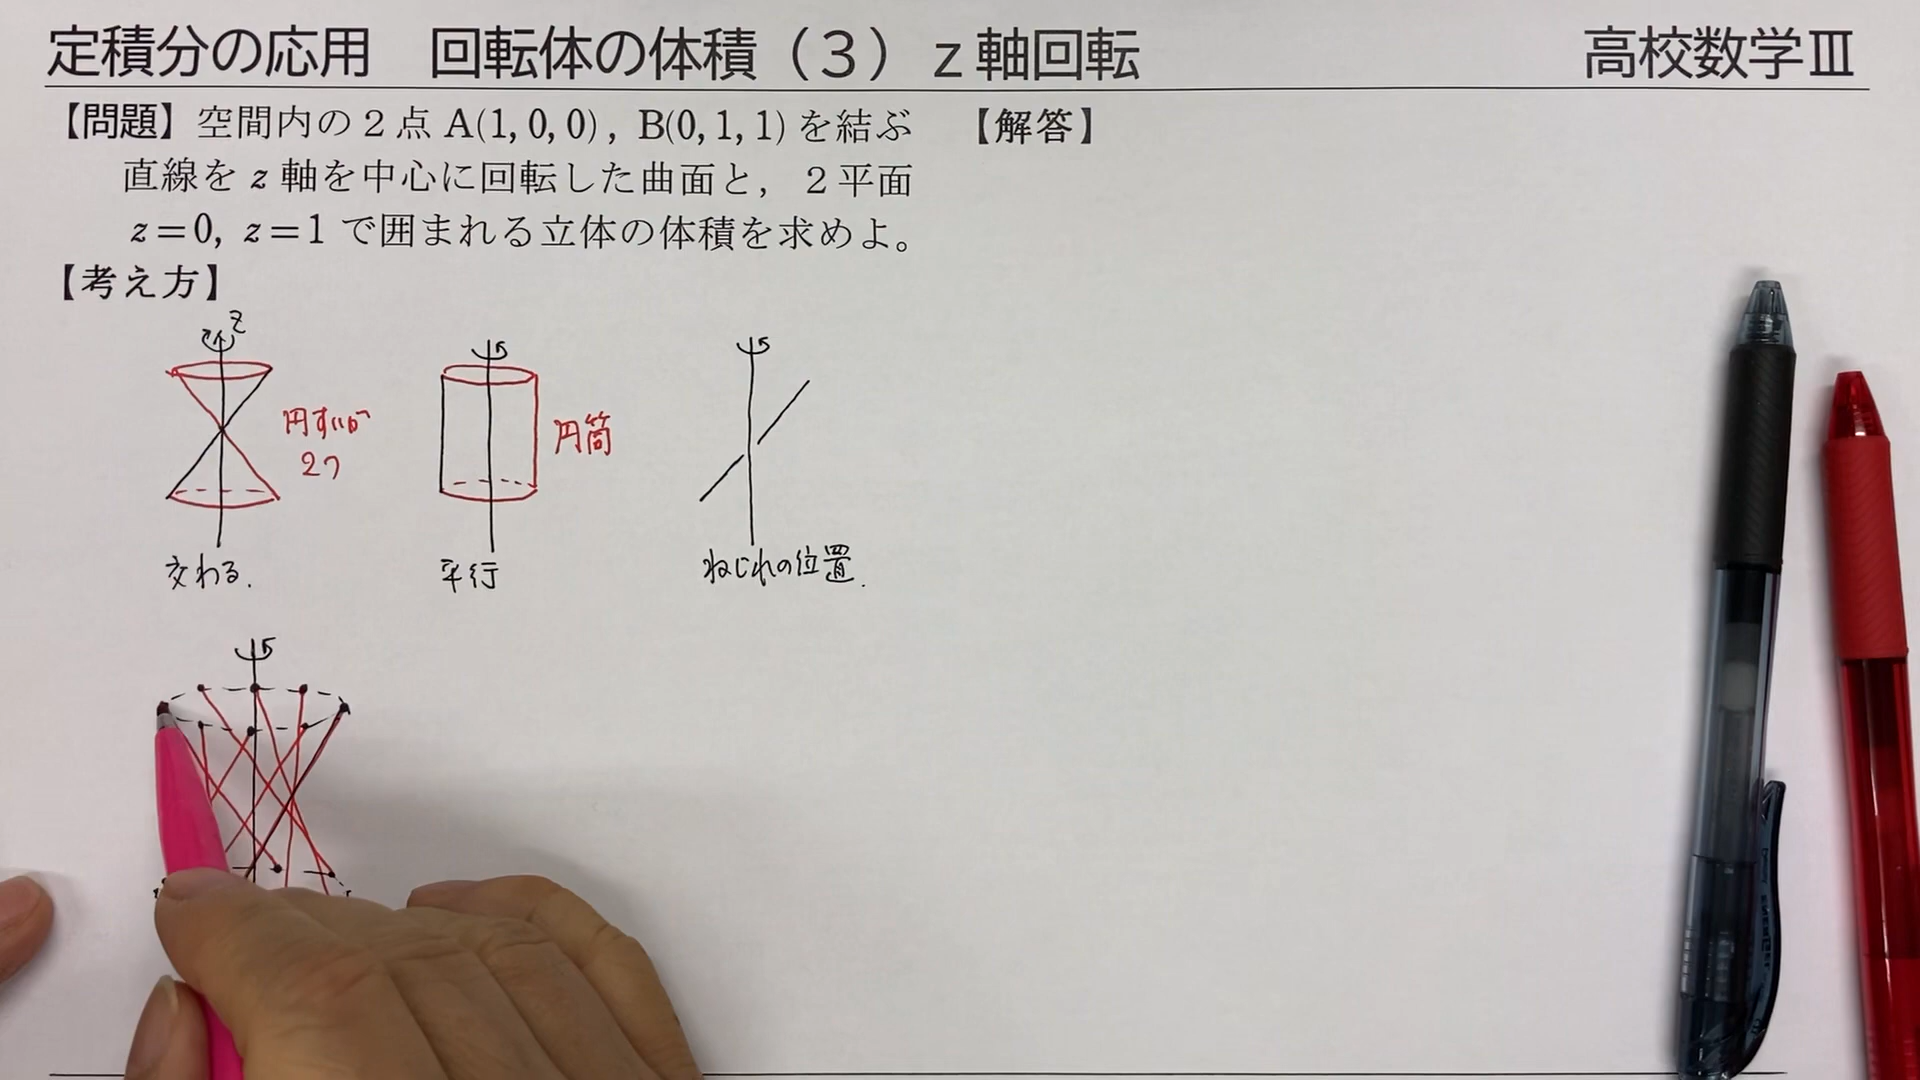 定積分の応用　回転体の体積（３）ｚ軸回転
高校数学Ⅲ
【問題】空間内の２点 A(1, 0, 0) , B(0, 1, 1) を結ぶ
直線を z 軸を中心に回転した曲面と，２平面
z=0, z=1 で囲まれる立体の体積を求めよ。
【解答】
【考え方】
z
円すいが
2つ
円筒
交わる.
平行
ねじれの位置.